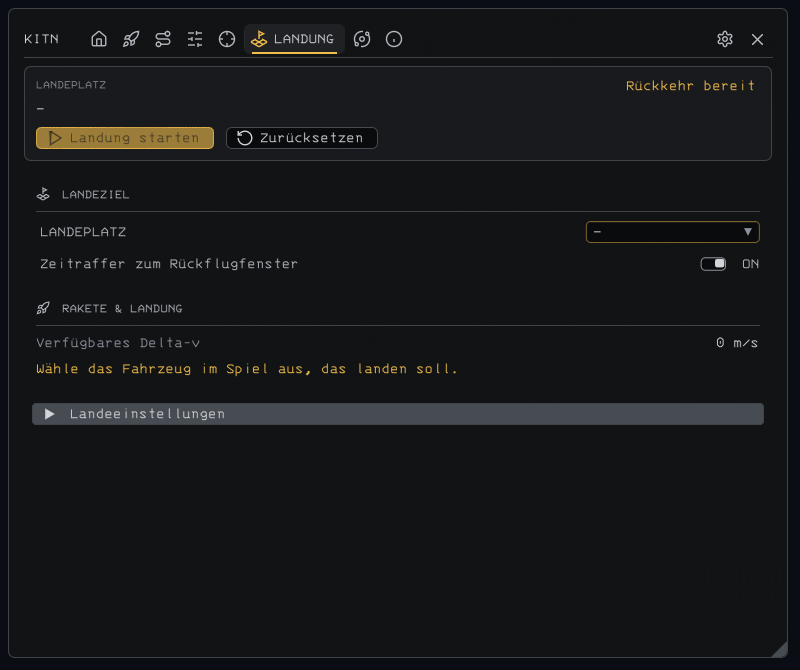 KITN LANDUNG
LANDEPLATZ Rückkehr bereit
–
Landung starten Zurücksetzen
LANDEZIEL
LANDEPLATZ –
Zeitraffer zum Rückflugfenster ON
RAKETE & LANDUNG
Verfügbares Delta-v 0 m/s
Wähle das Fahrzeug im Spiel aus, das landen soll.
Landeeinstellungen